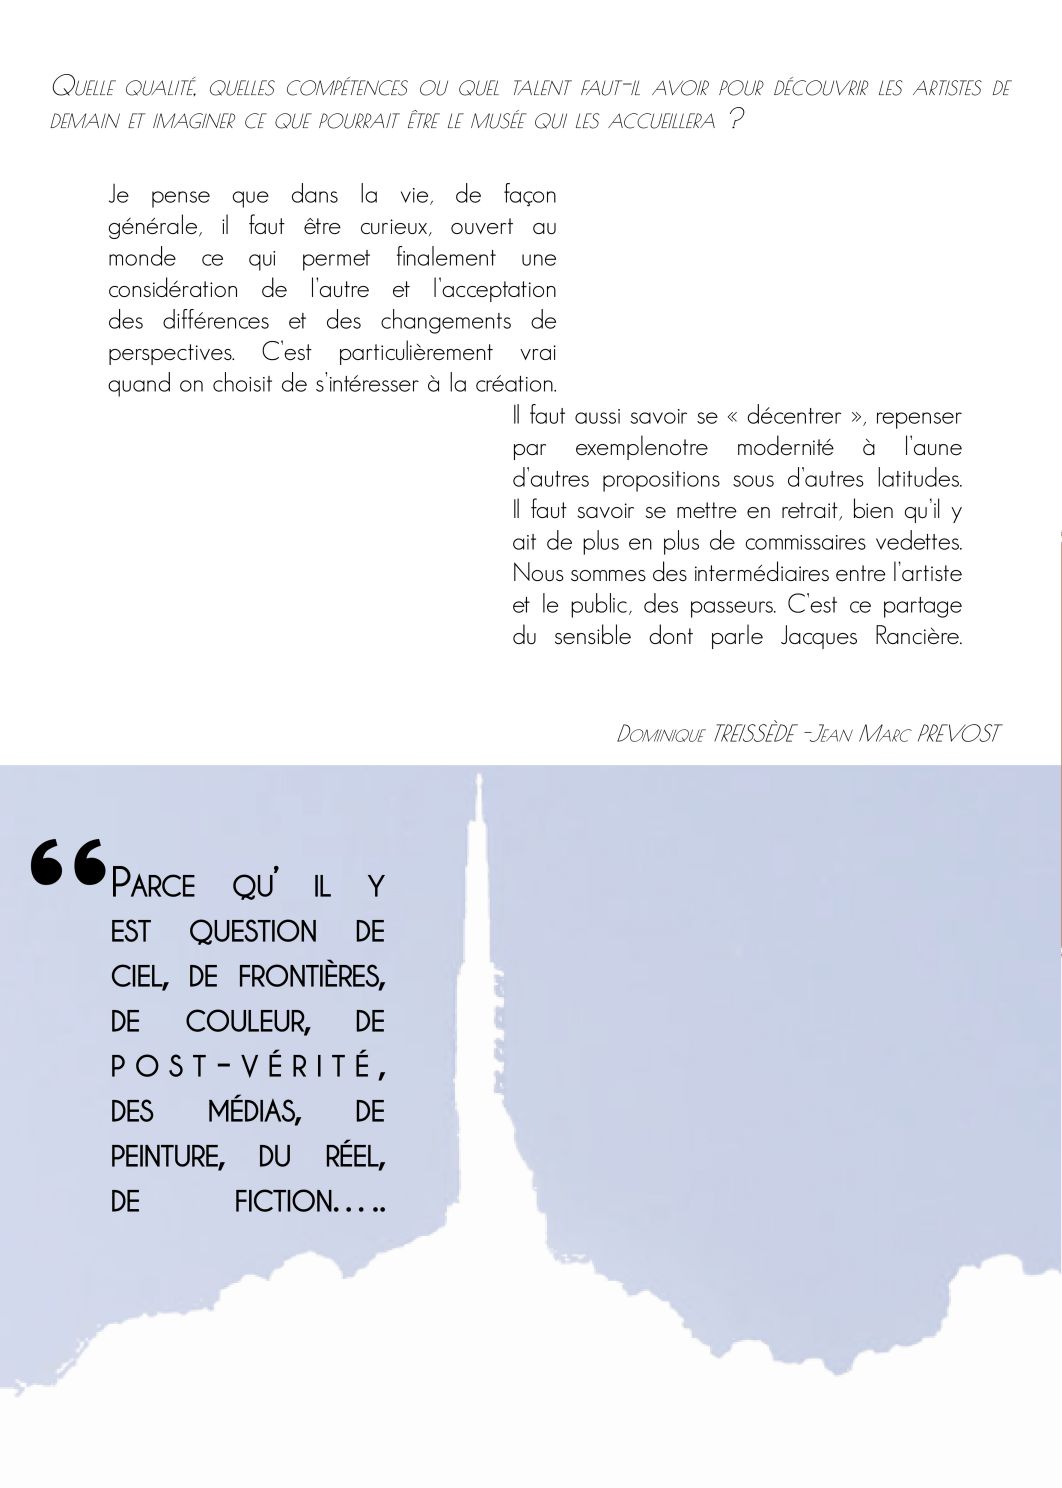 Quelle qualité, quelles compétences ou quel talent faut-il avoir pour découvrir les artistes de
demain et imaginer ce que pourrait être le musée qui les accueillera ?
Je pense que dans la vie, de façon
générale, il faut être curieux, ouvert au
monde ce qui permet finalement une
considération de l'autre et l'acceptation
des différences et des changements de
perspectives. C'est particulièrement vrai
quand on choisit de s'intéresser à la création.
Il faut aussi savoir se « décentrer », repenser
par exemplenotre modernité à l'aune
d'autres propositions sous d'autres latitudes.
Il faut savoir se mettre en retrait, bien qu'il y
ait de plus en plus de commissaires vedettes.
Nous sommes des intermédiaires entre l'artiste
et le public, des passeurs. C'est ce partage
du sensible dont parle Jacques Rancière.
Dominique TREISSÈDE -Jean Marc PREVOST
“Parce qu' il y
est question de
ciel, de frontières,
de couleur, de
post-vérité,
des médias, de
peinture, du réel,
de fiction.....